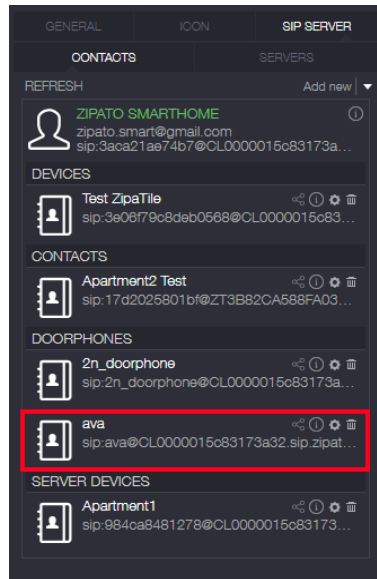 GENERAL ICON SIP SERVER
CONTACTS SERVERS
REFRESH Add new
ZIPATO SMARTHOME
zipato.smart@gmail.com
sip:3aca21ae74b7@CL0000015c83173a...
DEVICES
Test ZipaTile
sip:3e06f79c8deb0568@CL0000015c83...
CONTACTS
Apartment2 Test
sip:17d2025801bf@ZT3B82CA588FA03...
DOORPHONES
2n_doorphone
sip:2n_doorphone@CL0000015c83173a...
ava
sip:ava@CL0000015c83173a32.sip.zipat...
SERVER DEVICES
Apartment1
sip:984ca8481278@CL0000015c83173...